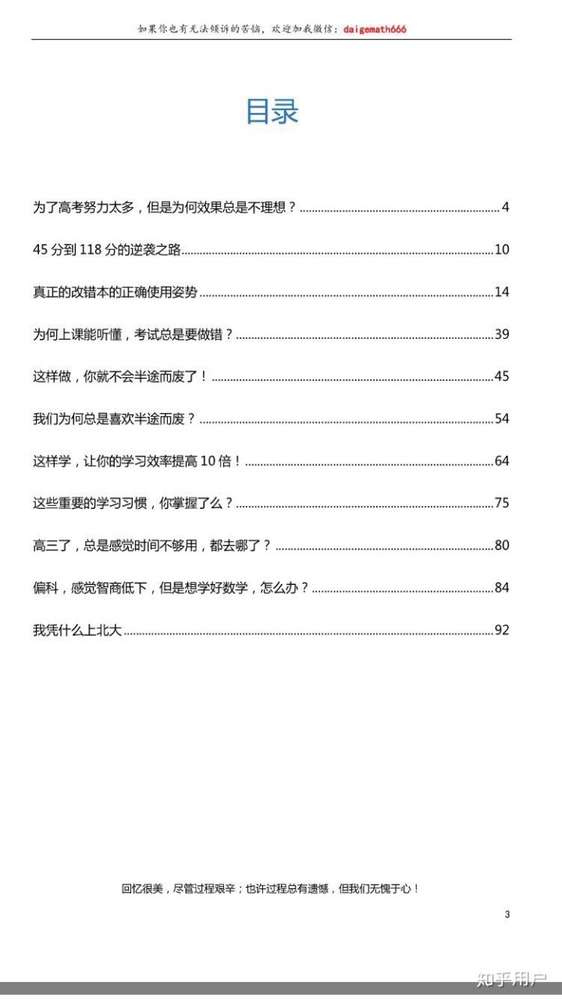 如果你也有无法倾诉的苦恼，欢迎加我微信：daigemath666
目录
为了高考努力太多，但是为何效果总是不理想？ 4
45 分到 118 分的逆袭之路 10
真正的改错本的正确使用姿势 14
为何上课能听懂，考试总是要做错？ 39
这样做，你就不会半途而废了！ 45
我们为何总是喜欢半途而废？ 54
这样学，让你的学习效率提高 10 倍！ 64
这些重要的学习习惯，你掌握了么？ 75
高三了，总是感觉时间不够用，都去哪了？ 80
偏科，感觉智商低下，但是想学好数学，怎么办？ 84
我凭什么上北大 92
回忆很美，尽管过程艰辛；也许过程总有遗憾，但我们无愧于心！
3
知乎用户